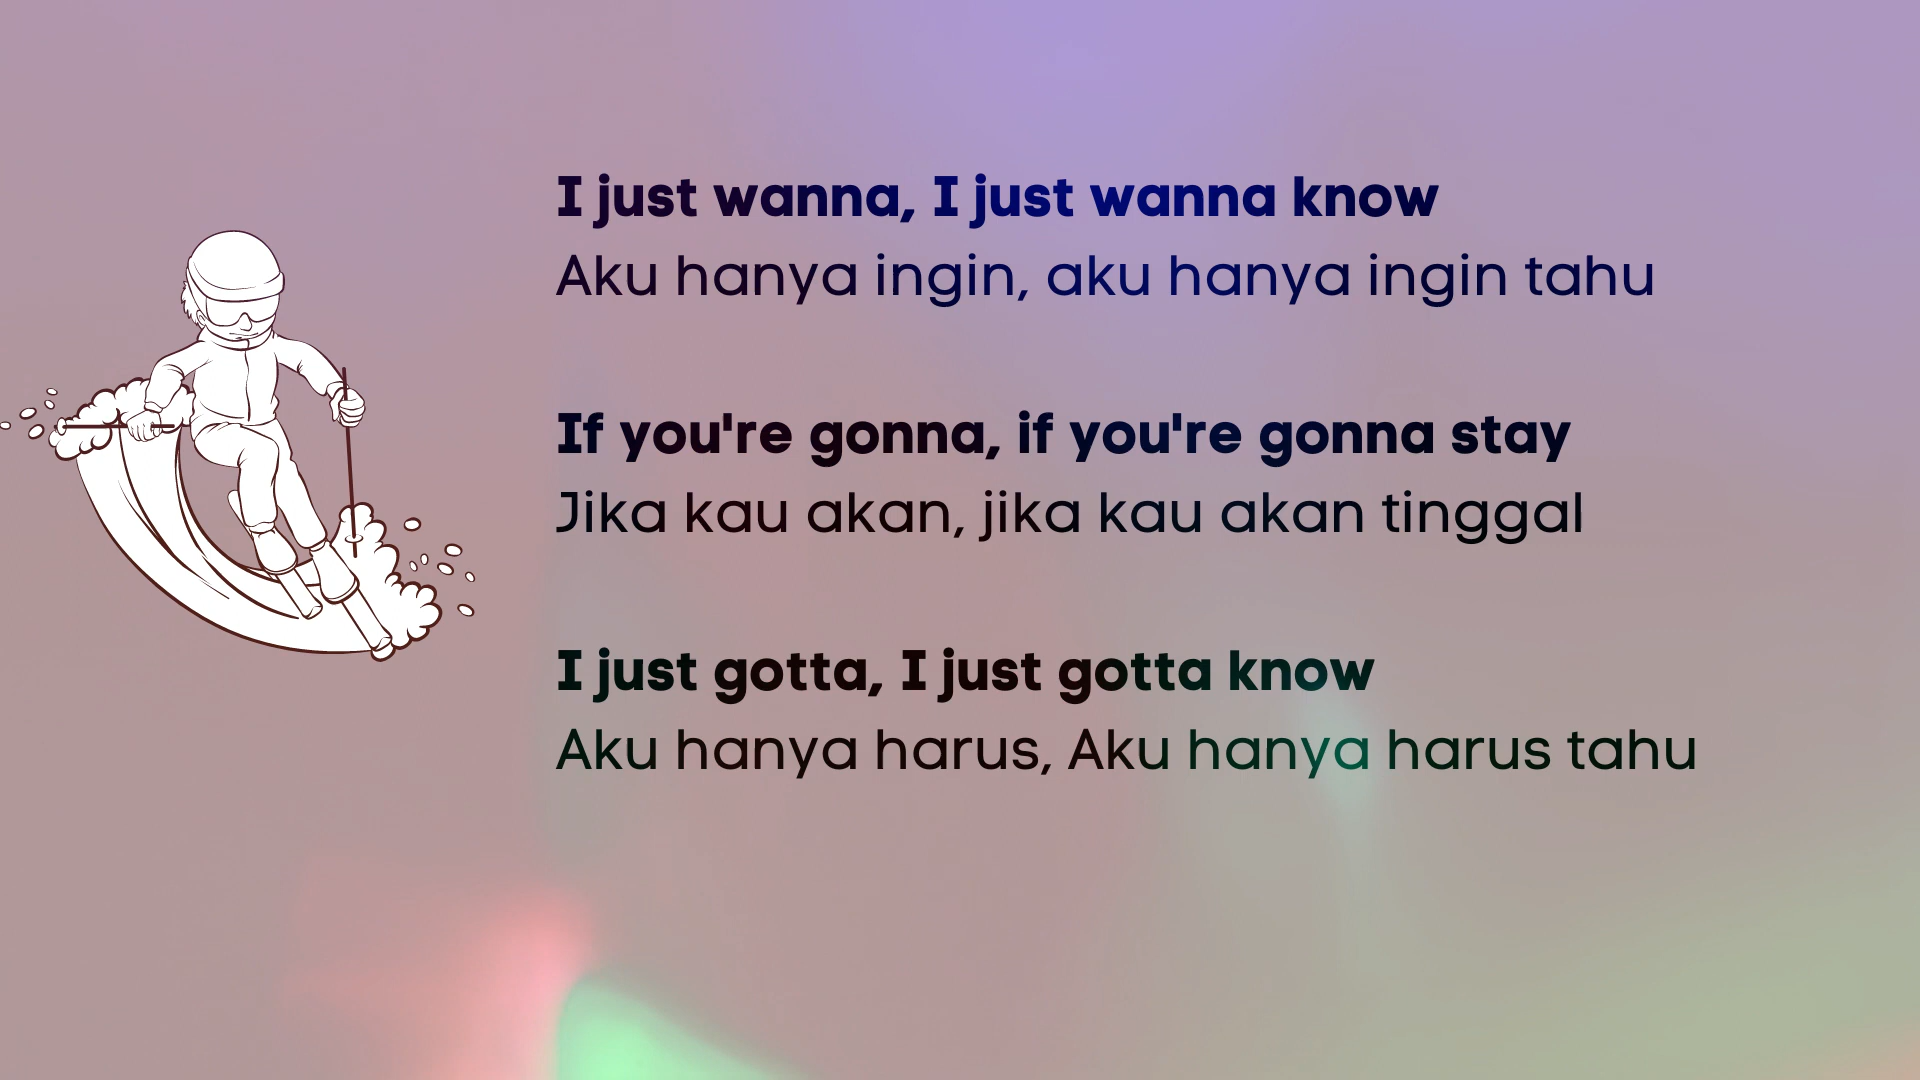 I just wanna, I just wanna know
Aku hanya ingin, aku hanya ingin tahu
If you're gonna, if you're gonna stay
Jika kau akan, jika kau akan tinggal
I just gotta, I just gotta know
Aku hanya harus, Aku hanya harus tahu